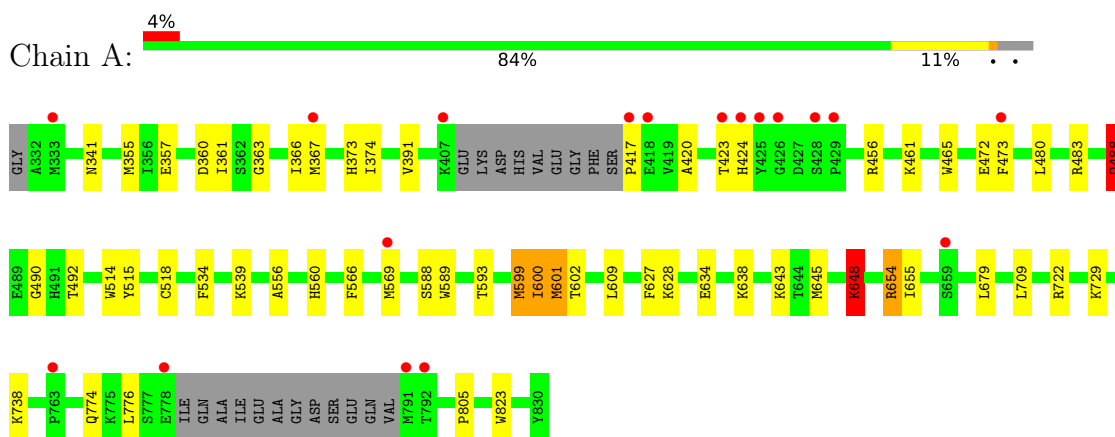 4%
Chain A:
84% 11% • •
GLY A332 M333 N341 M355 I356 E357 D360 I361 S362 G363 I366 M367 H373 I374 V391 K407 GLU LYS ASP HIS VAL GLU GLY PHE SER P417 E418 V419 A420 T423 H424 Y425 G426 D427 S428 P429 R456 K461 W465 E472 F473 L480 R483
E489 G490 H491 T492 W514 Y515 C518 F534 K539 A556 H560 F566 M569 S588 W589 T593 M599 I600 M601 T602 L609 F627 K628 E634 K638 K643 T644 M645 K648 R654 I655 S659 L679 L709 R722 K729
K738 P763 Q774 K775 L776 S777 E778 ILE GLN ALA ILE GLU ALA GLY ASP SER GLU GLN VAL M791 T792 P805 W823 Y830